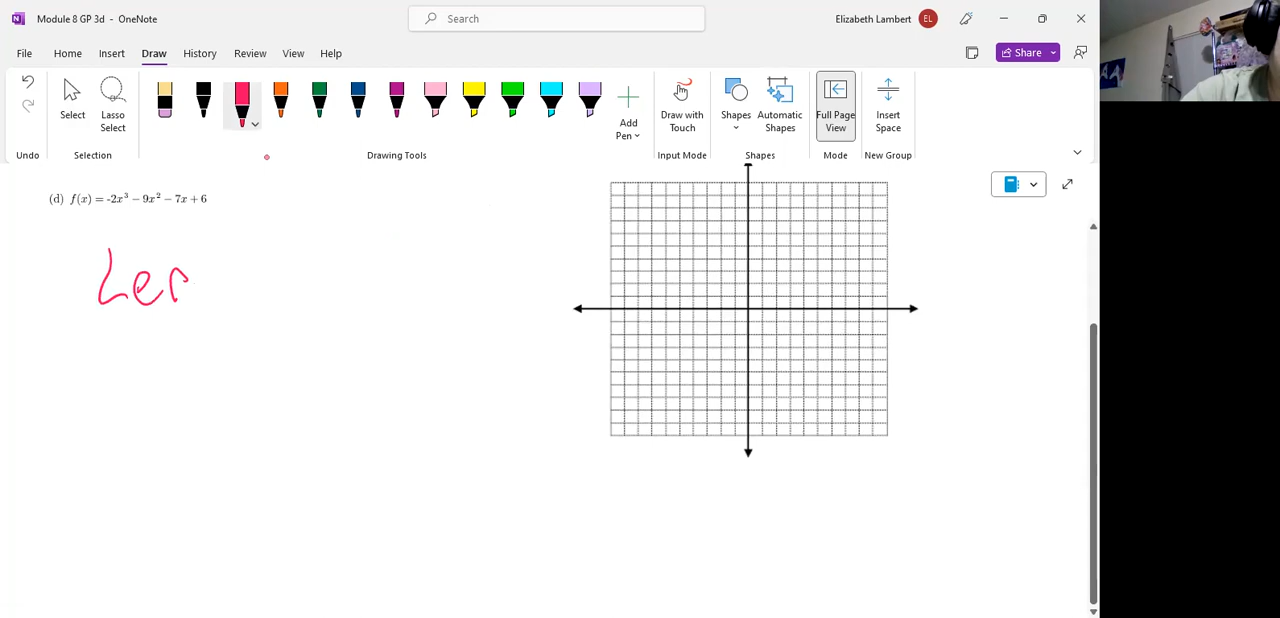 Module 8 GP 3d - OneNote
Search
Elizabeth Lambert
EL
File
Home
Insert
Draw
History
Review
View
Help
Share
Undo
Select
Lasso
Select
Selection
Add
Pen
Drawing Tools
Draw with
Touch
Input Mode
Shapes
Automatic
Shapes
Shapes
Full Page
View
Mode
Insert
Space
New Group
(d) f(x) = -2x³ − 9x² − 7x + 6
Ler